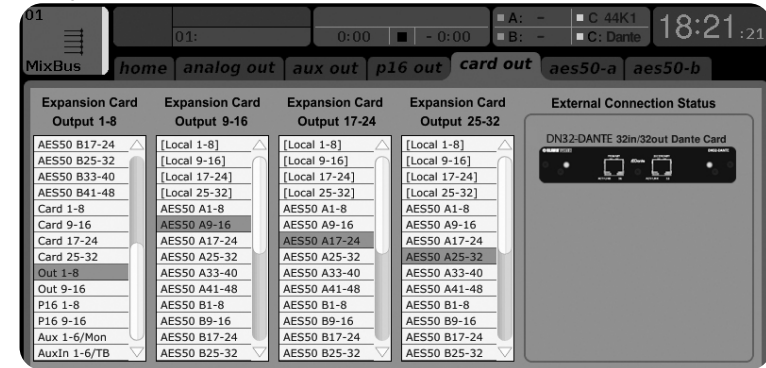 01
A: -
C 44K1
01:
0:00
- 0:00
B: -
C: Dante
18:21:21
MixBus
home
analog out
aux out
p16 out
card out
aes50-a
aes50-b
Expansion Card
Output 1-8
Expansion Card
Output 9-16
Expansion Card
Output 17-24
Expansion Card
Output 25-32
External Connection Status
AES50 B17-24
AES50 B25-32
AES50 B33-40
AES50 B41-48
Card 1-8
Card 9-16
Card 17-24
Card 25-32
Out 1-8
Out 9-16
P16 1-8
P16 9-16
Aux 1-6/Mon
AuxIn 1-6/TB
[Local 1-8]
[Local 9-16]
[Local 17-24]
[Local 25-32]
AES50 A1-8
AES50 A9-16
AES50 A17-24
AES50 A25-32
AES50 A33-40
AES50 A41-48
AES50 B1-8
AES50 B9-16
AES50 B17-24
AES50 B25-32
[Local 1-8]
[Local 9-16]
[Local 17-24]
[Local 25-32]
AES50 A1-8
AES50 A9-16
AES50 A17-24
AES50 A25-32
AES50 A33-40
AES50 A41-48
AES50 B1-8
AES50 B9-16
AES50 B17-24
AES50 B25-32
[Local 1-8]
[Local 9-16]
[Local 17-24]
[Local 25-32]
AES50 A1-8
AES50 A9-16
AES50 A17-24
AES50 A25-32
AES50 A33-40
AES50 A41-48
AES50 B1-8
AES50 B9-16
AES50 B17-24
AES50 B25-32
DN32-DANTE 32in/32out Dante Card